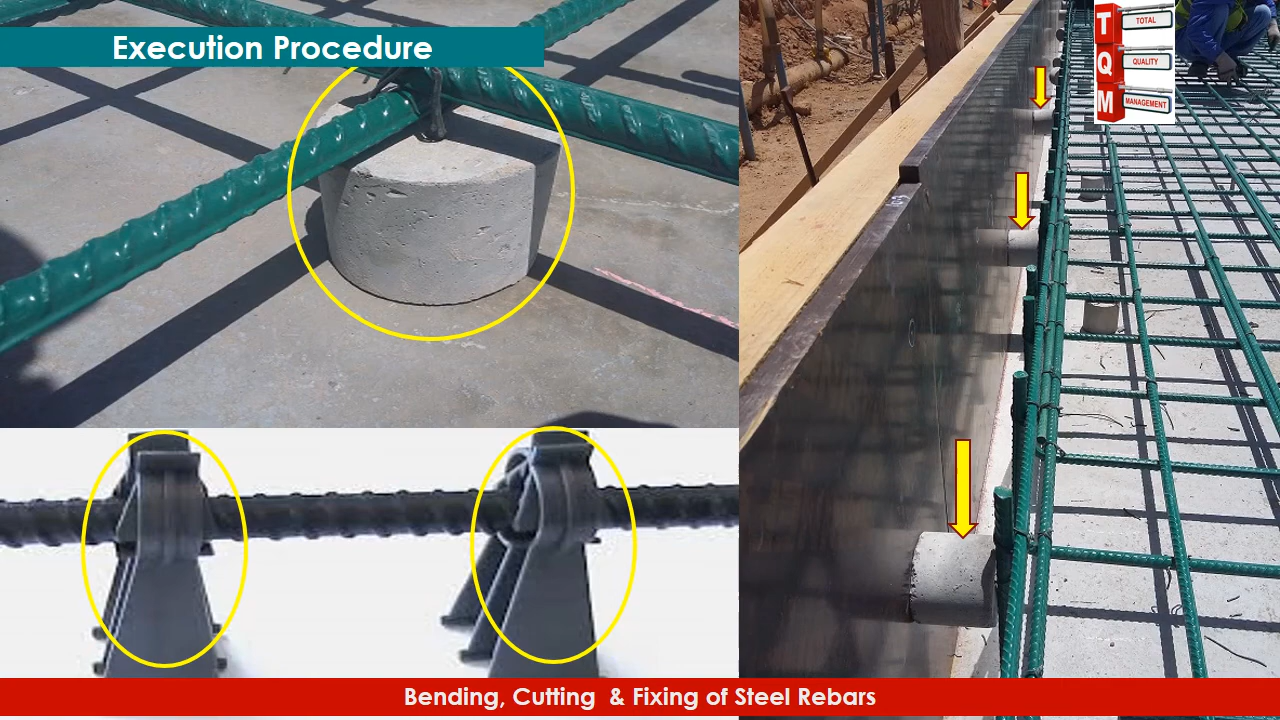 Execution Procedure
T TOTAL
Q QUALITY
M MANAGEMENT
Bending, Cutting & Fixing of Steel Rebars